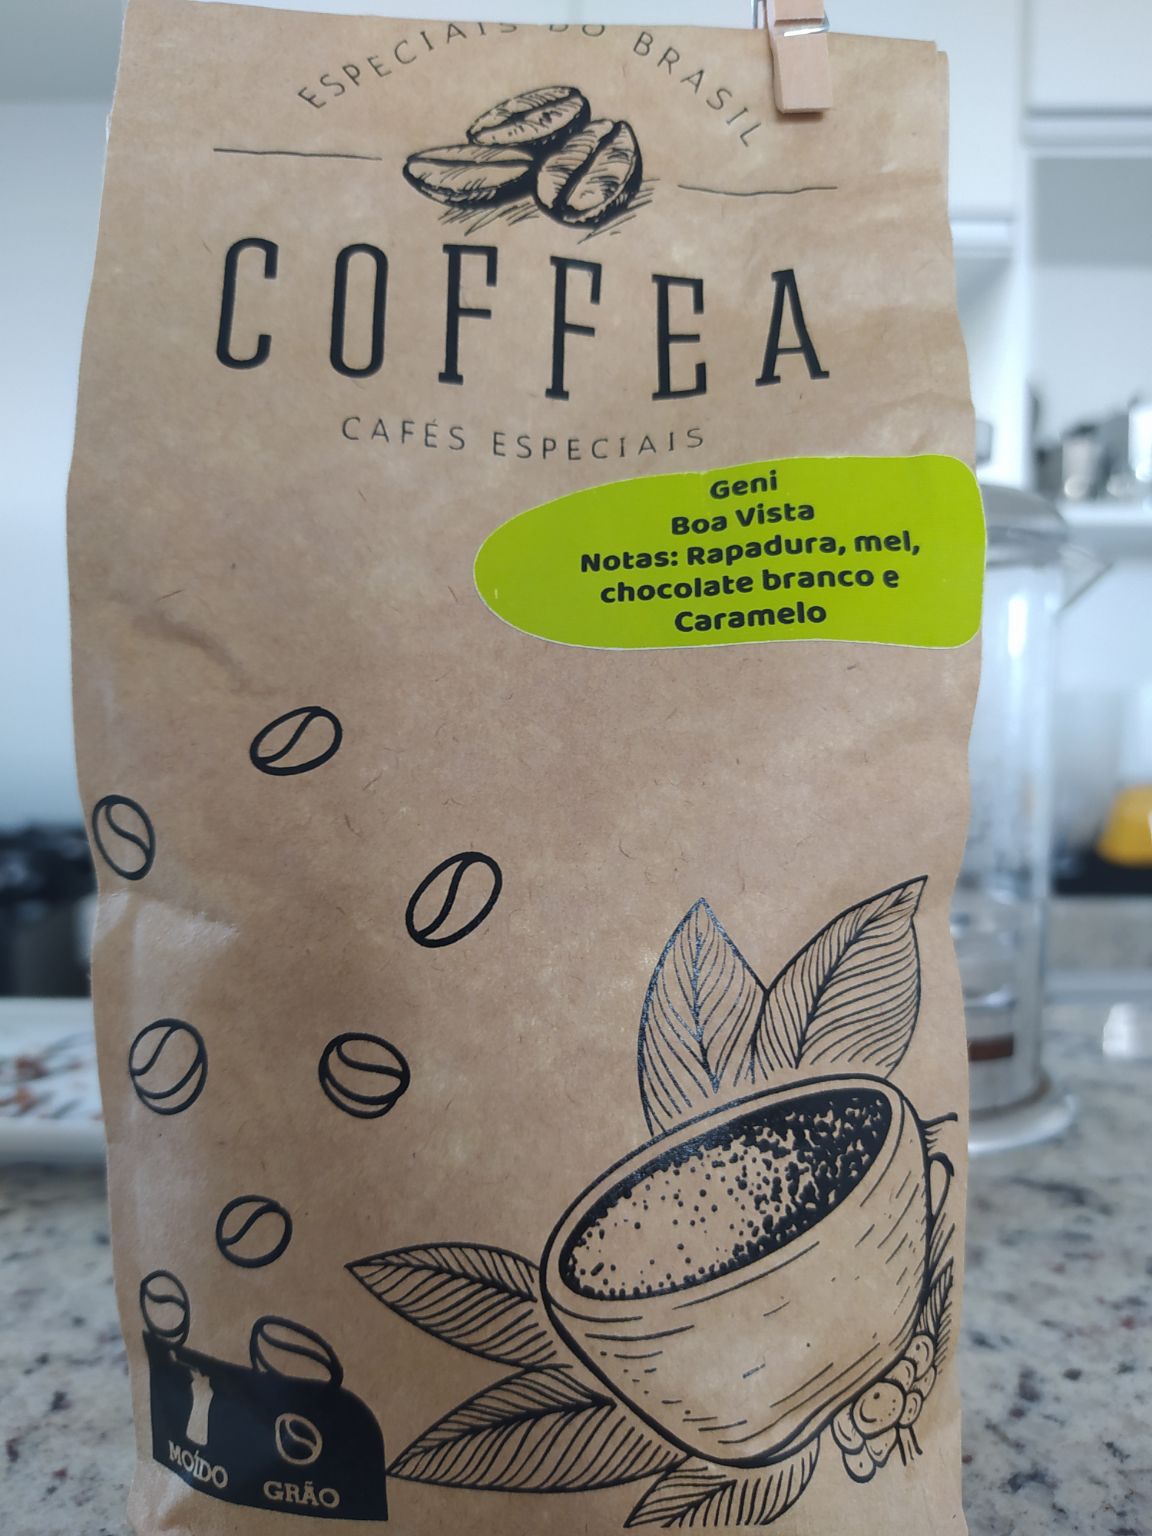 ESPECIAIS DO BRASIL
COFFEA
CAFÉS ESPECIAIS
Geni
Boa Vista
Notas: Rapadura, mel,
chocolate branco e
Caramelo
MOÍDO GRÃO